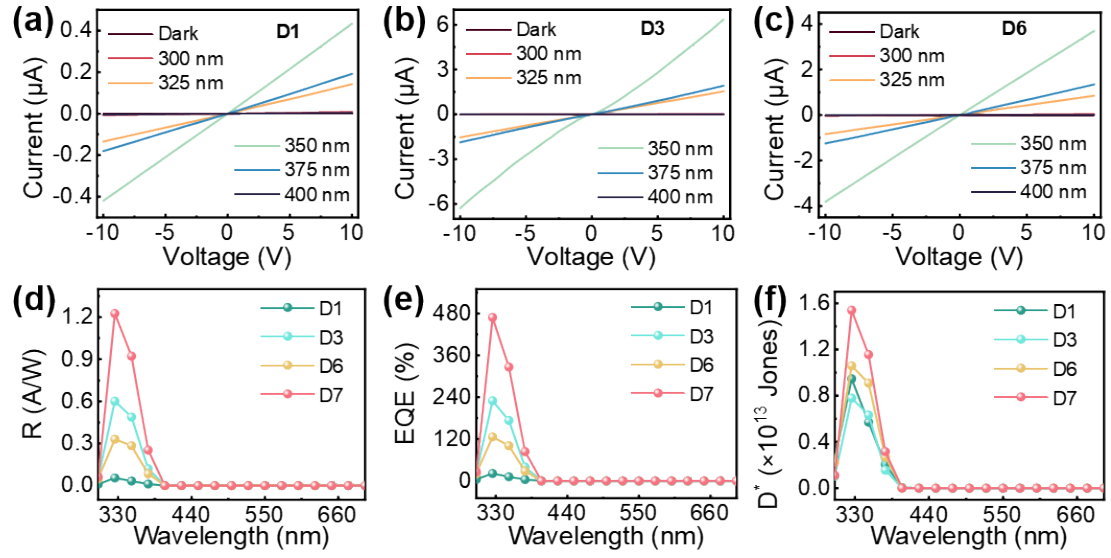 (a)
D1
Dark
300 nm
325 nm
350 nm
375 nm
400 nm
Current (μA)
0.4
0.2
0.0
-0.2
-0.4
-10 -5 0 5 10
Voltage (V)
(b)
D3
Dark
300 nm
325 nm
350 nm
375 nm
400 nm
Current (μA)
6
3
0
-3
-6
-10 -5 0 5 10
Voltage (V)
(c)
D6
Dark
300 nm
325 nm
350 nm
375 nm
400 nm
Current (μA)
4
2
0
-2
-4
-10 -5 0 5 10
Voltage (V)
(d)
D1
D3
D6
D7
R (A/W)
1.2
0.9
0.6
0.3
0.0
330 440 550 660
Wavelength (nm)
(e)
D1
D3
D6
D7
EQE (%)
480
360
240
120
0
330 440 550 660
Wavelength (nm)
(f)
D1
D3
D6
D7
D* (×10¹³ Jones)
1.6
1.2
0.8
0.4
0.0
330 440 550 660
Wavelength (nm)